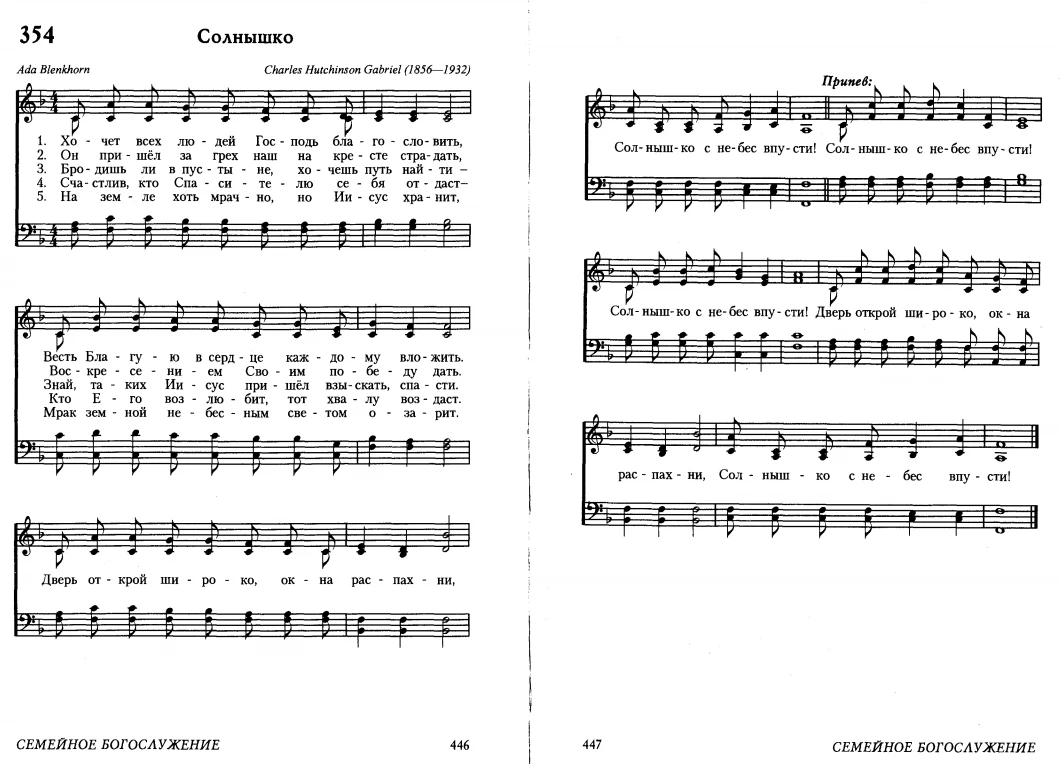 354
Солнышко
Ada Blenkhorn
Charles Hutchinson Gabriel (1856—1932)
1. Хо - чет всех лю - дей Гос - подь бла - го - сло - вить,
2. Он при - шёл за грех наш на кре - сте стра - дать,
3. Бро - дишь ли в пус - ты - не, хо - чешь путь най - ти –
4. Сча - стлив, кто Спа - си - те - лю се - бя от - даст–
5. На зем - ле хоть мрач - но, но Ии - сус хра - нит,
Весть Бла - гу - ю в серд - це каж - до - му вло - жить.
Вос - кре - се - ни - ем Сво - им по - бе - ду дать.
Знай, та - ких Ии - сус при - шёл взы - скать, спа - сти.
Кто Е - го воз - лю - бит, тот хва - лу воз - даст.
Мрак зем - ной не - бес - ным све - том о - за - рит.
Дверь от - крой ши - ро - ко, ок - на рас - пах - ни,
СЕМЕЙНОЕ БОГОСЛУЖЕНИЕ
446
Припев:
Сол - ныш - ко с не - бес впу - сти! Сол - ныш - ко с не - бес впу - сти!
Сол - ныш - ко с не - бес впу - сти! Дверь открой ши - ро - ко, ок - на
рас - пах - ни, Сол - ныш - ко с не - бес впу - сти!
447
СЕМЕЙНОЕ БОГОСЛУЖЕНИЕ